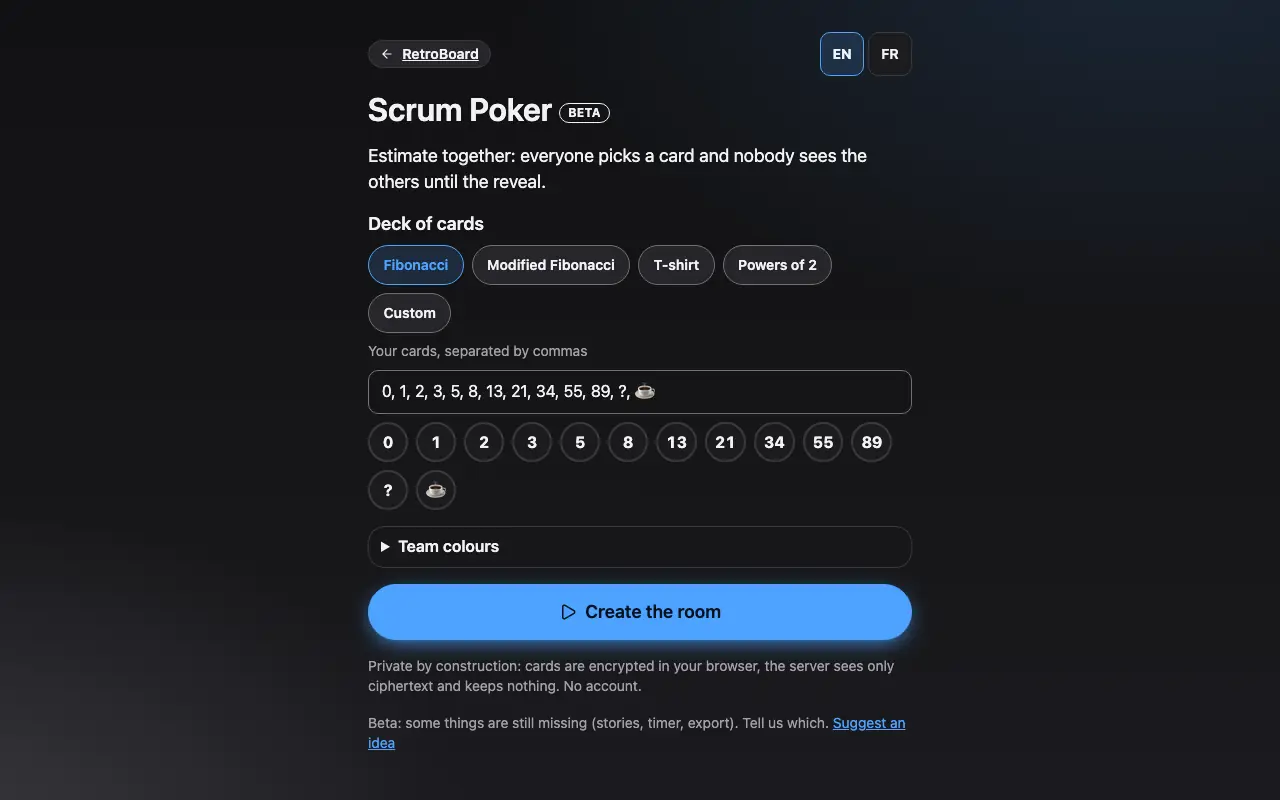 ← RetroBoard
EN FR
Scrum Poker BETA
Estimate together: everyone picks a card and nobody sees the
others until the reveal.
Deck of cards
Fibonacci Modified Fibonacci T-shirt Powers of 2
Custom
Your cards, separated by commas
0, 1, 2, 3, 5, 8, 13, 21, 34, 55, 89, ?, ☕
0 1 2 3 5 8 13 21 34 55 89
? ☕
Team colours
Create the room
Private by construction: cards are encrypted in your browser, the server sees only
ciphertext and keeps nothing. No account.
Beta: some things are still missing (stories, timer, export). Tell us which. Suggest an
idea